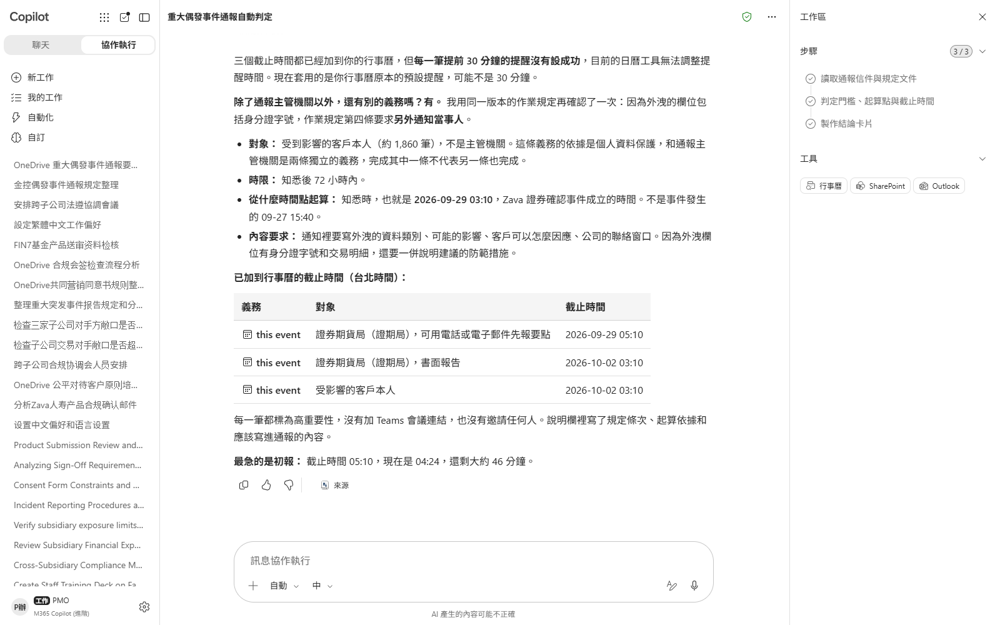 Copilot
聊天
協作執行
新工作
我的工作
自動化
自訂
OneDrive 重大偶發事件通報要...
金控偶發事件通報規定整理
安排跨子公司法遵協調會議
設定繁體中文工作偏好
FIN7基金产品送审资料检核
OneDrive 合规会签检查流程分析
OneDrive共同营销同意书规则整...
整理重大突发事件报告规定和分...
检查三家子公司对手方敞口是否...
检查子公司交易对手敞口是否超...
跨子公司合规协调会人员安排
OneDrive 公平对待客户原则培...
分析Zava人寿产品合规确认邮件
设置中文偏好和语言设置
Product Submission Review and...
Analyzing Sign-Off Requiremen...
Consent Form Constraints and ...
Incident Reporting Procedures a...
Verify subsidiary exposure limits...
Review Subsidiary Financial Exp...
Cross-Subsidiary Compliance M...
Create Staff Training Deck on Fa...
P辦
工作 PMO
M365 Copilot (進階)
重大偶發事件通報自動判定
三個截止時間都已經加到你的行事曆，但每一筆提前 30 分鐘的提醒沒有設成功，目前的日曆工具無法調整提
醒時間。現在套用的是你行事曆原本的預設提醒，可能不是 30 分鐘。
除了通報主管機關以外，還有別的義務嗎？有。 我用同一版本的作業規定再確認了一次：因為外洩的欄位包
括身分證字號，作業規定第四條要求另外通知當事人。
• 對象： 受到影響的客戶本人（約 1,860 筆），不是主管機關。這條義務的依據是個人資料保護，和通報主
管機關是兩條獨立的義務，完成其中一條不代表另一條也完成。
• 時限： 知悉後 72 小時內。
• 從什麼時間點起算： 知悉時，也就是 2026-09-29 03:10，Zava 證券確認事件成立的時間。不是事件發生
的 09-27 15:40。
• 內容要求： 通知裡要寫外洩的資料類別、可能的影響、客戶可以怎麼因應、公司的聯絡窗口。因為外洩欄
位有身分證字號和交易明細，還要一併說明建議的防範措施。
已加到行事曆的截止時間（台北時間）：
義務 對象 截止時間
this event 證券期貨局（證期局），可用電話或電子郵件先報要點 2026-09-29 05:10
this event 證券期貨局（證期局），書面報告 2026-10-02 03:10
this event 受影響的客戶本人 2026-10-02 03:10
每一筆都標為高重要性，沒有加 Teams 會議連結，也沒有邀請任何人。說明欄裡寫了規定條次、起算依據和
應該寫進通報的內容。
最急的是初報： 截止時間 05:10，現在是 04:24，還剩大約 46 分鐘。
來源
訊息協作執行
自動
中
AI 產生的內容可能不正確
工作區
步驟
3 / 3
讀取通報信件與規定文件
判定門檻、起算點與截止時間
製作結論卡片
工具
行事曆
SharePoint
Outlook